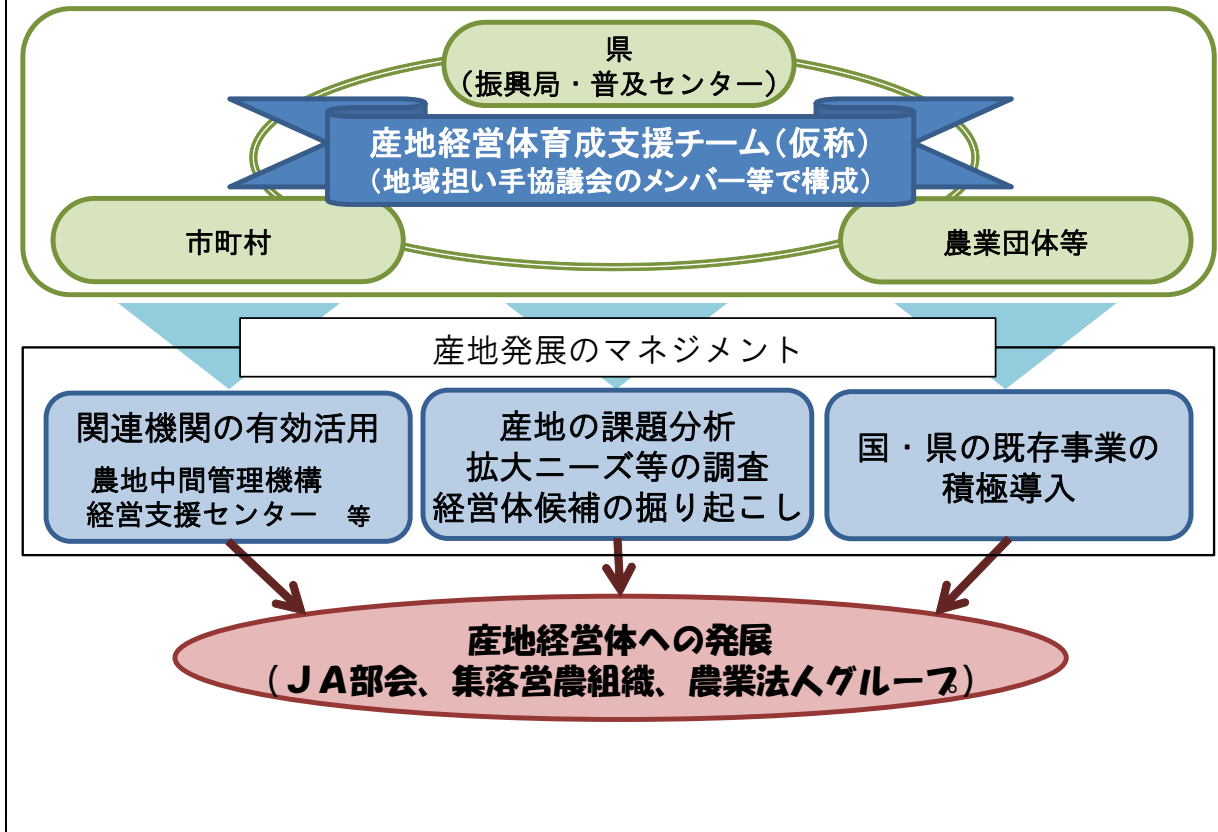 県
（振興局・普及センター）
産地経営体育成支援チーム（仮称）
（地域担い手協議会のメンバー等で構成）
市町村
農業団体等
産地発展のマネジメント
関連機関の有効活用
農地中間管理機構
経営支援センター　等
産地の課題分析
拡大ニーズ等の調査
経営体候補の掘り起こし
国・県の既存事業の
積極導入
産地経営体への発展
（ＪＡ部会、集落営農組織、農業法人グループ）